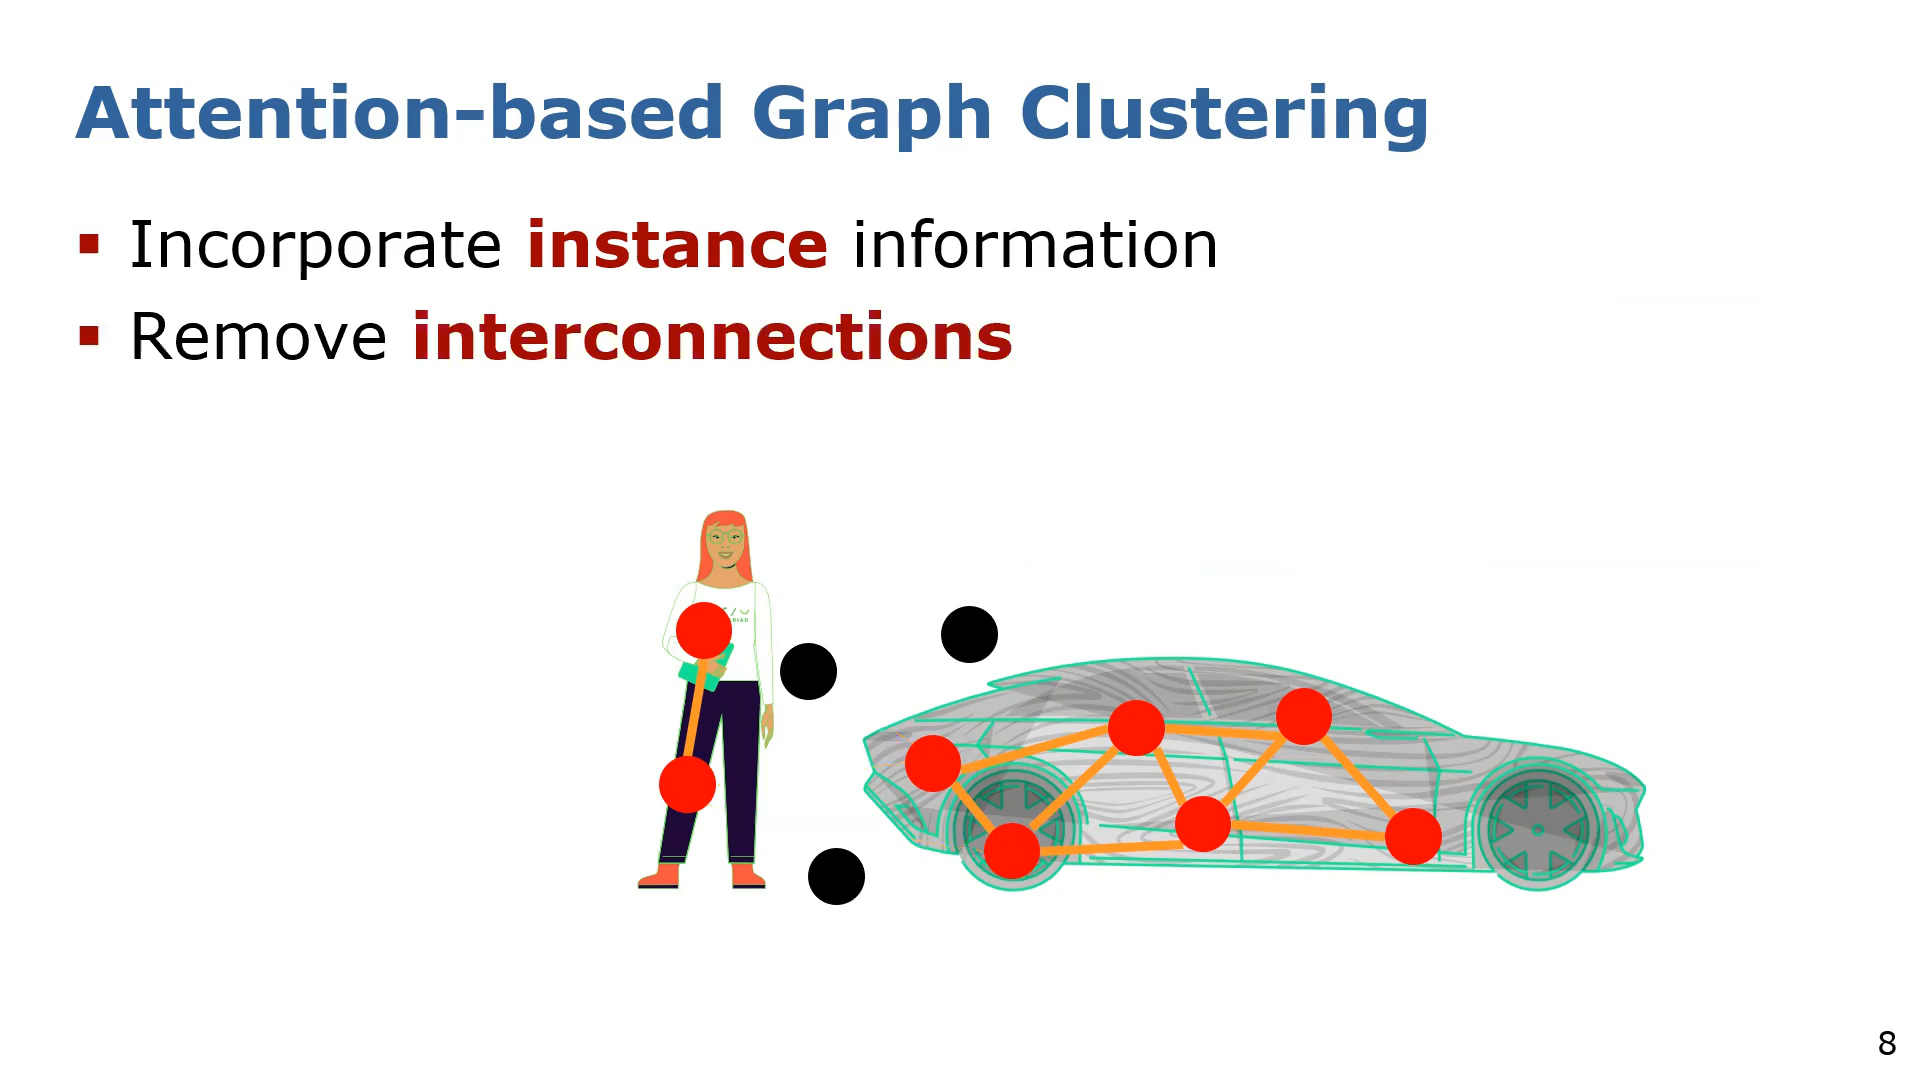 Attention-based Graph Clustering
Incorporate instance information
Remove interconnections
8